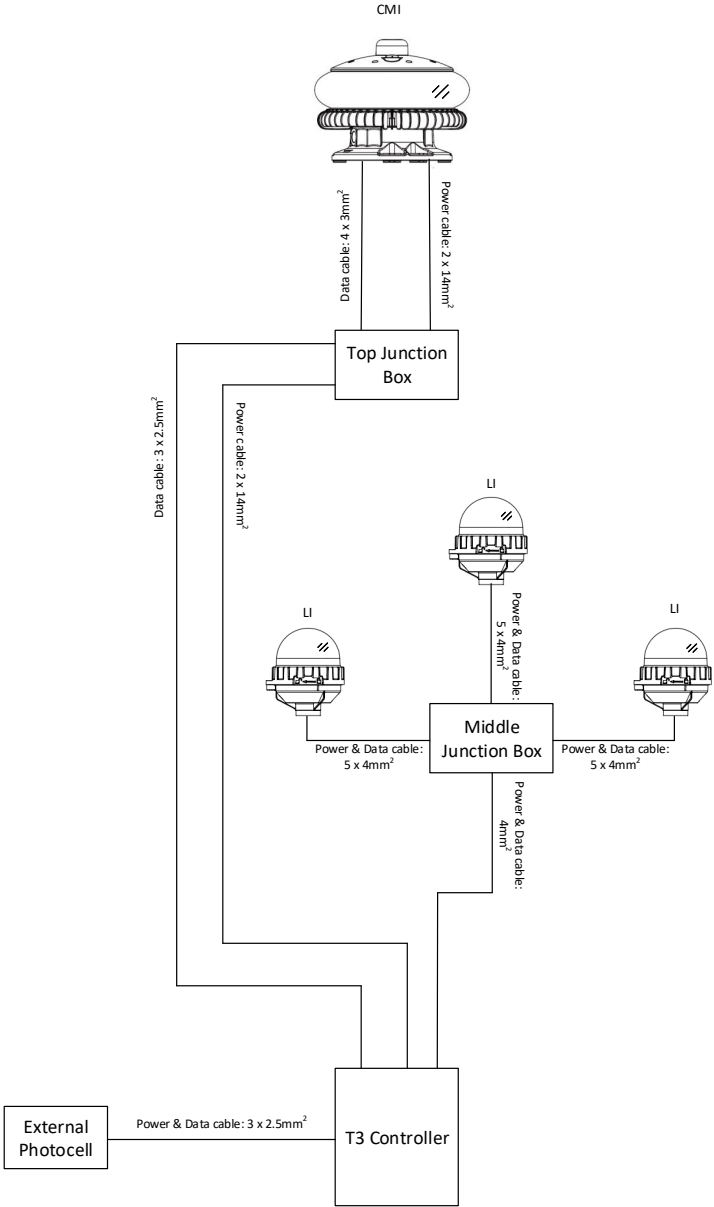 CMI
Data cable: 4 x 3mm²
Power cable: 2 x 14mm²
Top Junction
Box
Data cable: 3 x 2.5mm²
Power cable: 2 x 14mm²
LI
Power & Data cable:
5 x 4mm²
LI
LI
Middle
Junction Box
Power & Data cable:
5 x 4mm²
Power & Data cable:
5 x 4mm²
Power & Data cable:
4mm²
External
Photocell
Power & Data cable: 3 x 2.5mm²
T3 Controller